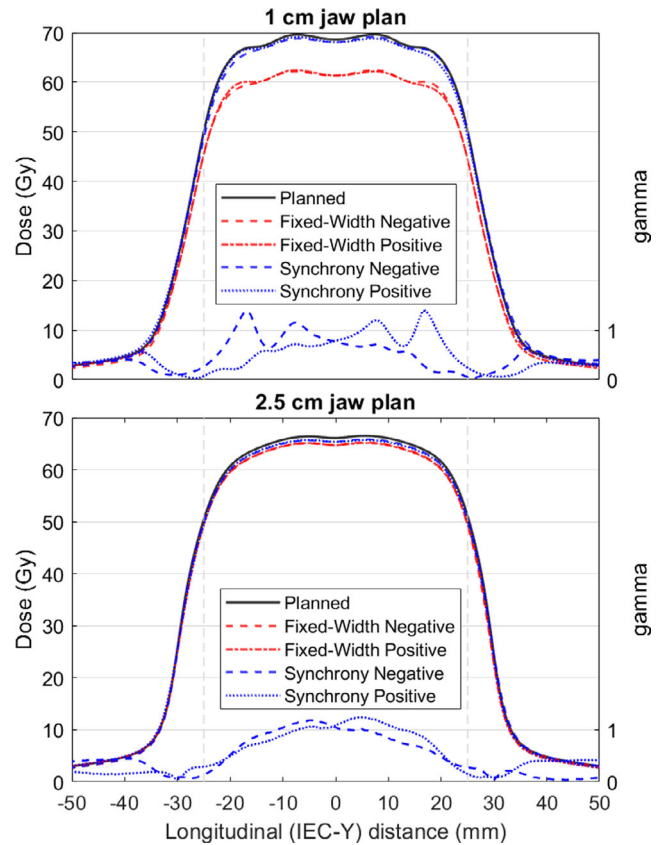 1 cm jaw plan
70
60
50
40
30
20
10
0
Dose (Gy)
1
0
gamma
Planned
Fixed-Width Negative
Fixed-Width Positive
Synchrony Negative
Synchrony Positive
2.5 cm jaw plan
70
60
50
40
30
20
10
0
Dose (Gy)
1
0
gamma
Planned
Fixed-Width Negative
Fixed-Width Positive
Synchrony Negative
Synchrony Positive
-50 -40 -30 -20 -10 0 10 20 30 40 50
Longitudinal (IEC-Y) distance (mm)